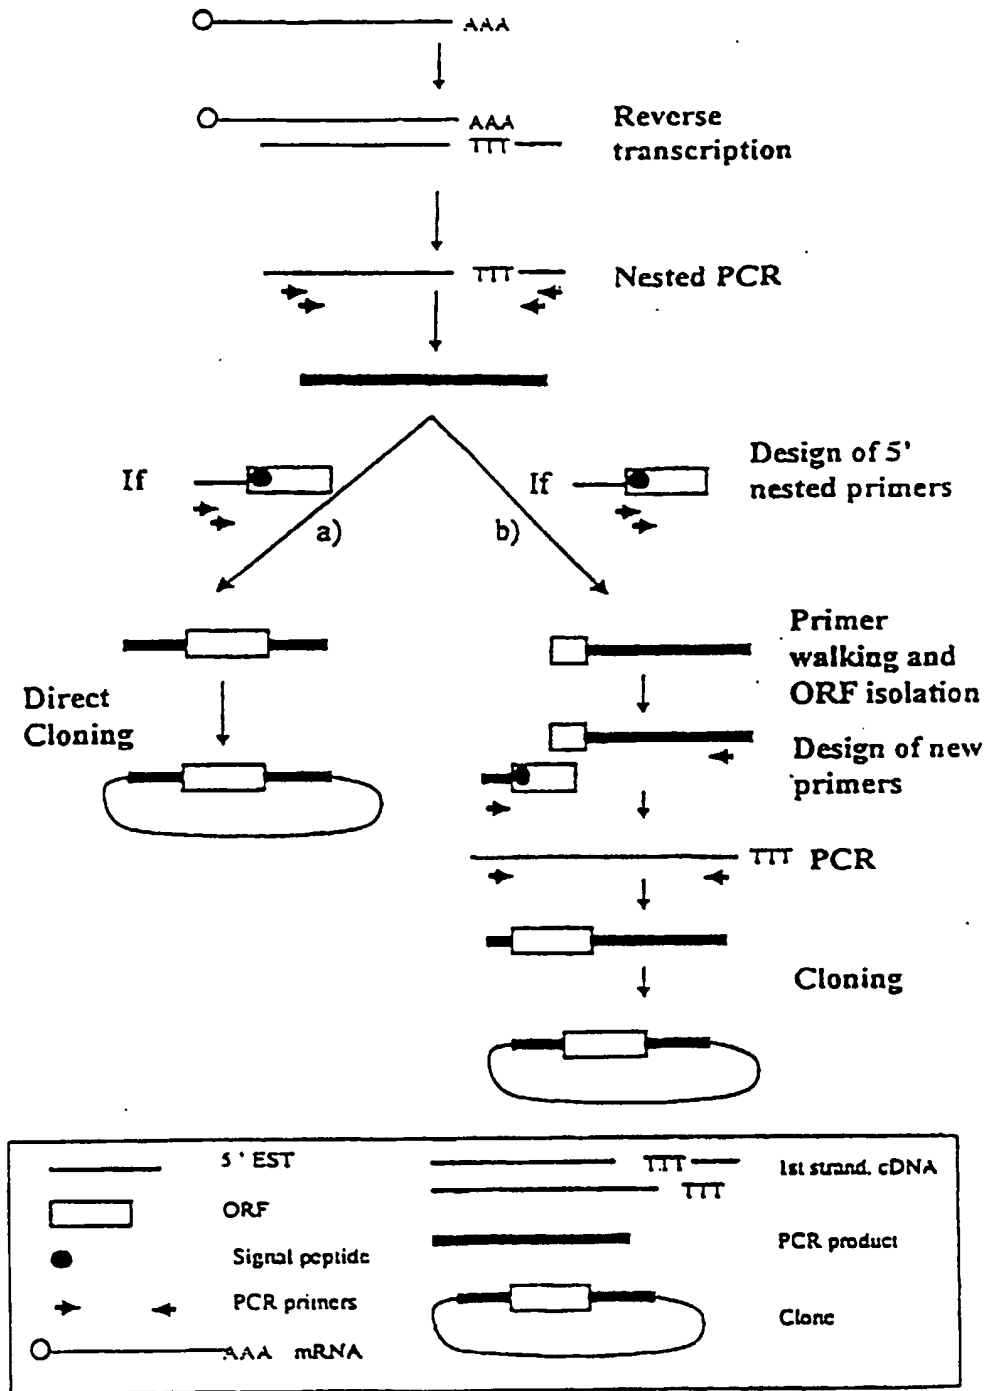 AAA
AAA
TTT
Reverse
transcription
TTT
Nested PCR
If
a)
If
b)
Design of 5'
nested primers
Direct
Cloning
Primer
walking and
ORF isolation
Design of new
primers
TTT PCR
Cloning
5' EST
ORF
Signal peptide
PCR primers
AAA mRNA
TTT
1st strand. cDNA
TTT
PCR product
Clone